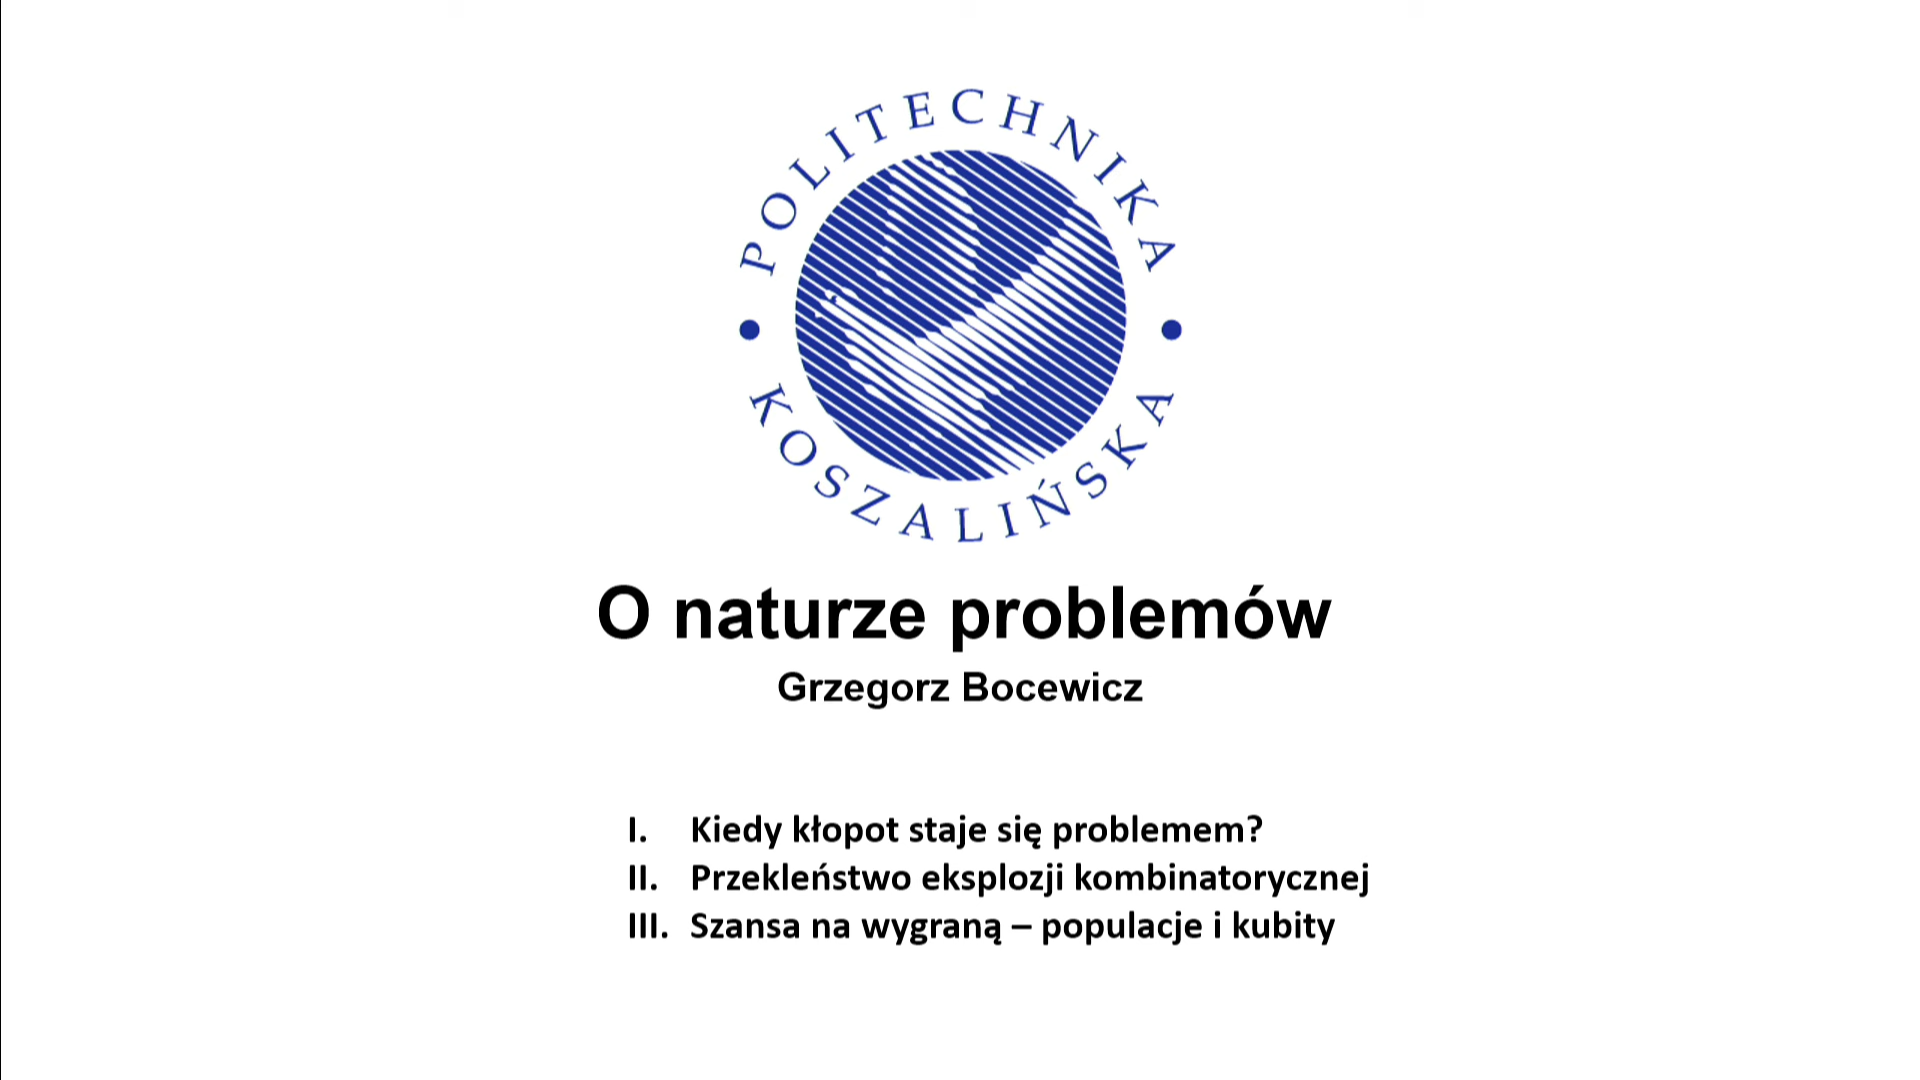 POLITECHNIKA
KOSZALIŃSKA
O naturze problemów
Grzegorz Bocewicz
I. Kiedy kłopot staje się problemem?
II. Przekleństwo eksplozji kombinatorycznej
III. Szansa na wygraną – populacje i kubity